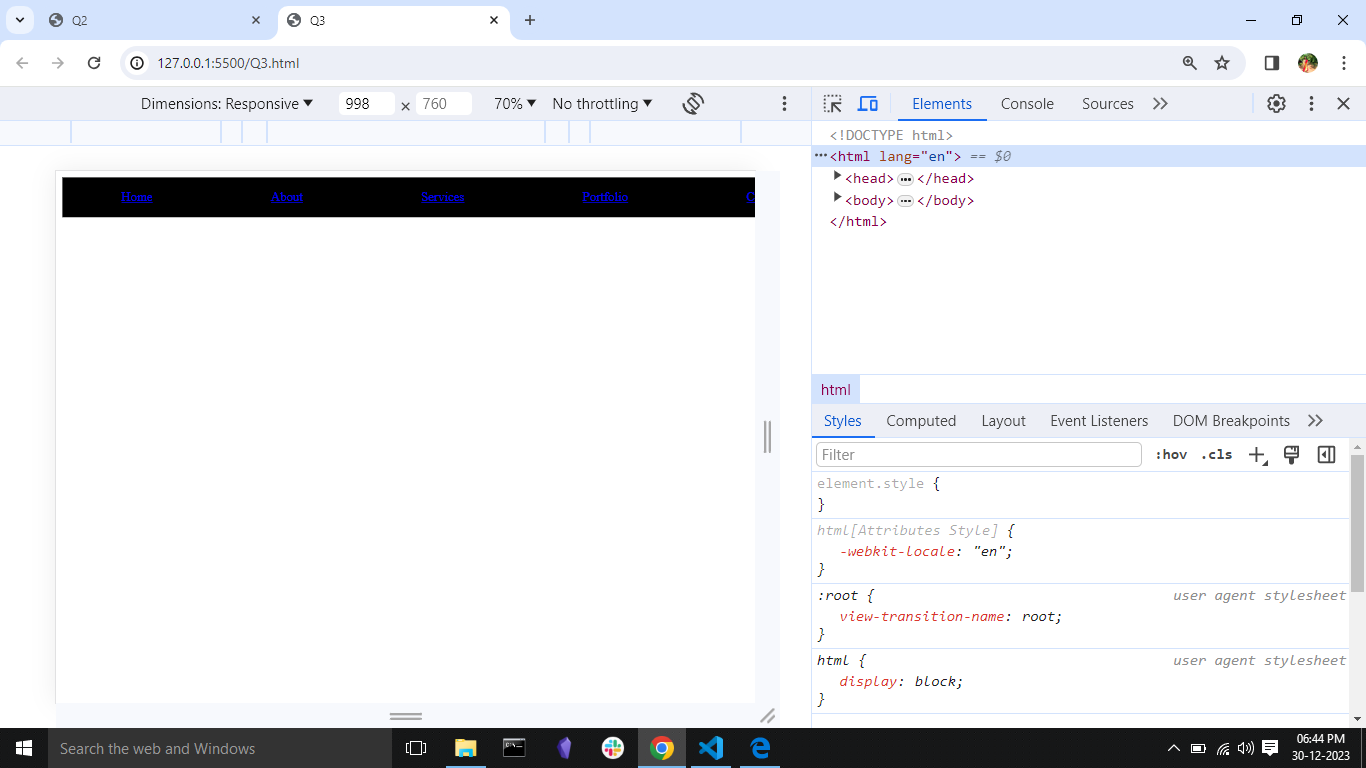 Q2
Q3
127.0.0.1:5500/Q3.html
Dimensions: Responsive 998 × 760 70% No throttling
Elements Console Sources
Home About Services Portfolio C
<!DOCTYPE html>
<html lang="en"> == $0
<head> </head>
<body> </body>
</html>
html
Styles Computed Layout Event Listeners DOM Breakpoints
Filter :hov .cls
element.style {
}
html[Attributes Style] {
-webkit-locale: "en";
}
:root { user agent stylesheet
view-transition-name: root;
}
html { user agent stylesheet
display: block;
}
Search the web and Windows
06:44 PM
30-12-2023